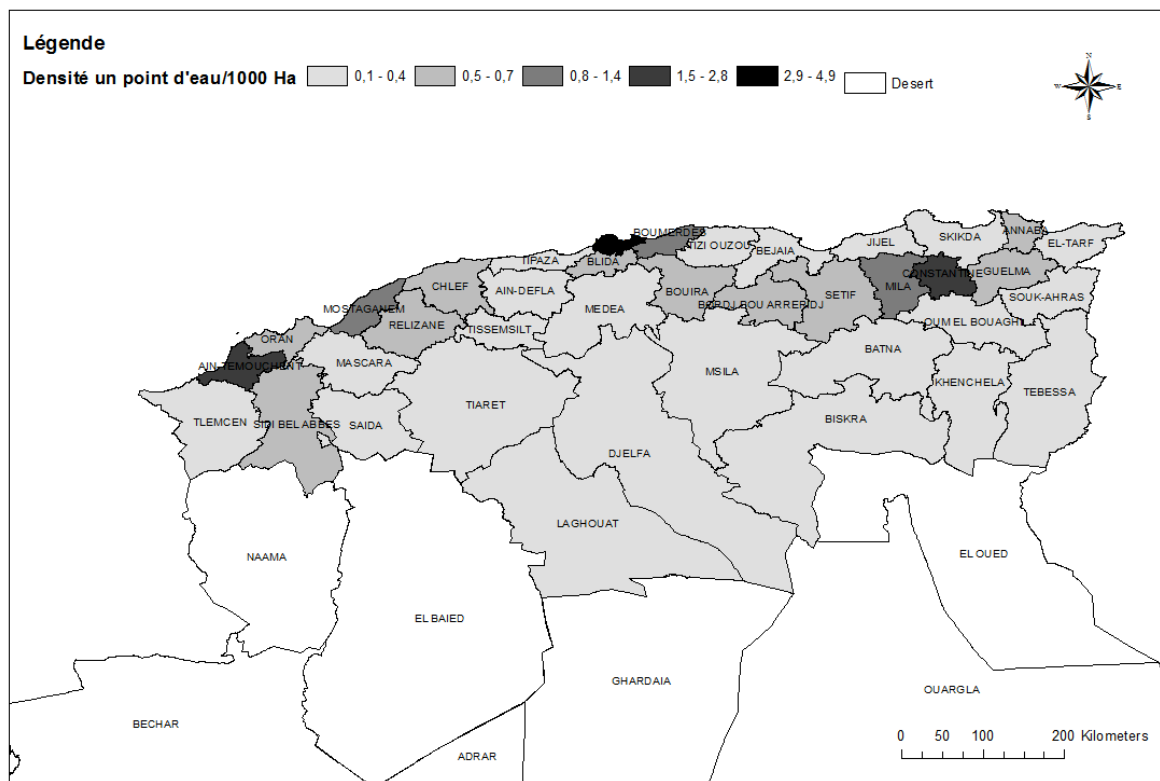 Légende
Densité un point d'eau/1000 Ha
0,1 - 0,4
0,5 - 0,7
0,8 - 1,4
1,5 - 2,8
2,9 - 4,9
Desert
N
W
E
S
BOUMERDES
TIZI OUZOU
BEJAIA
JIJEL
SKIKDA
ANNABA
EL-TARF
TIPAZA
BLIDA
CONSTANTINE
GUELMA
CHLEF
AIN-DEFLA
BOUIRA
SETIF
MILA
SOUK-AHRAS
MOSTAGANEM
MEDEA
BORDJ BOU ARRERIDJ
OUM EL BOUAGHI
RELIZANE
TISSEMSILT
ORAN
BATNA
AIN-TEMOUCHENT
MASCARA
MSILA
KHENCHELA
TEBESSA
TIARET
TLEMCEN
SIDI BEL ABBES
SAIDA
BISKRA
DJELFA
LAGHOUAT
NAAMA
EL OUED
EL BAIED
GHARDAIA
OUARGLA
BECHAR
ADRAR
0 50 100 200 Kilometers